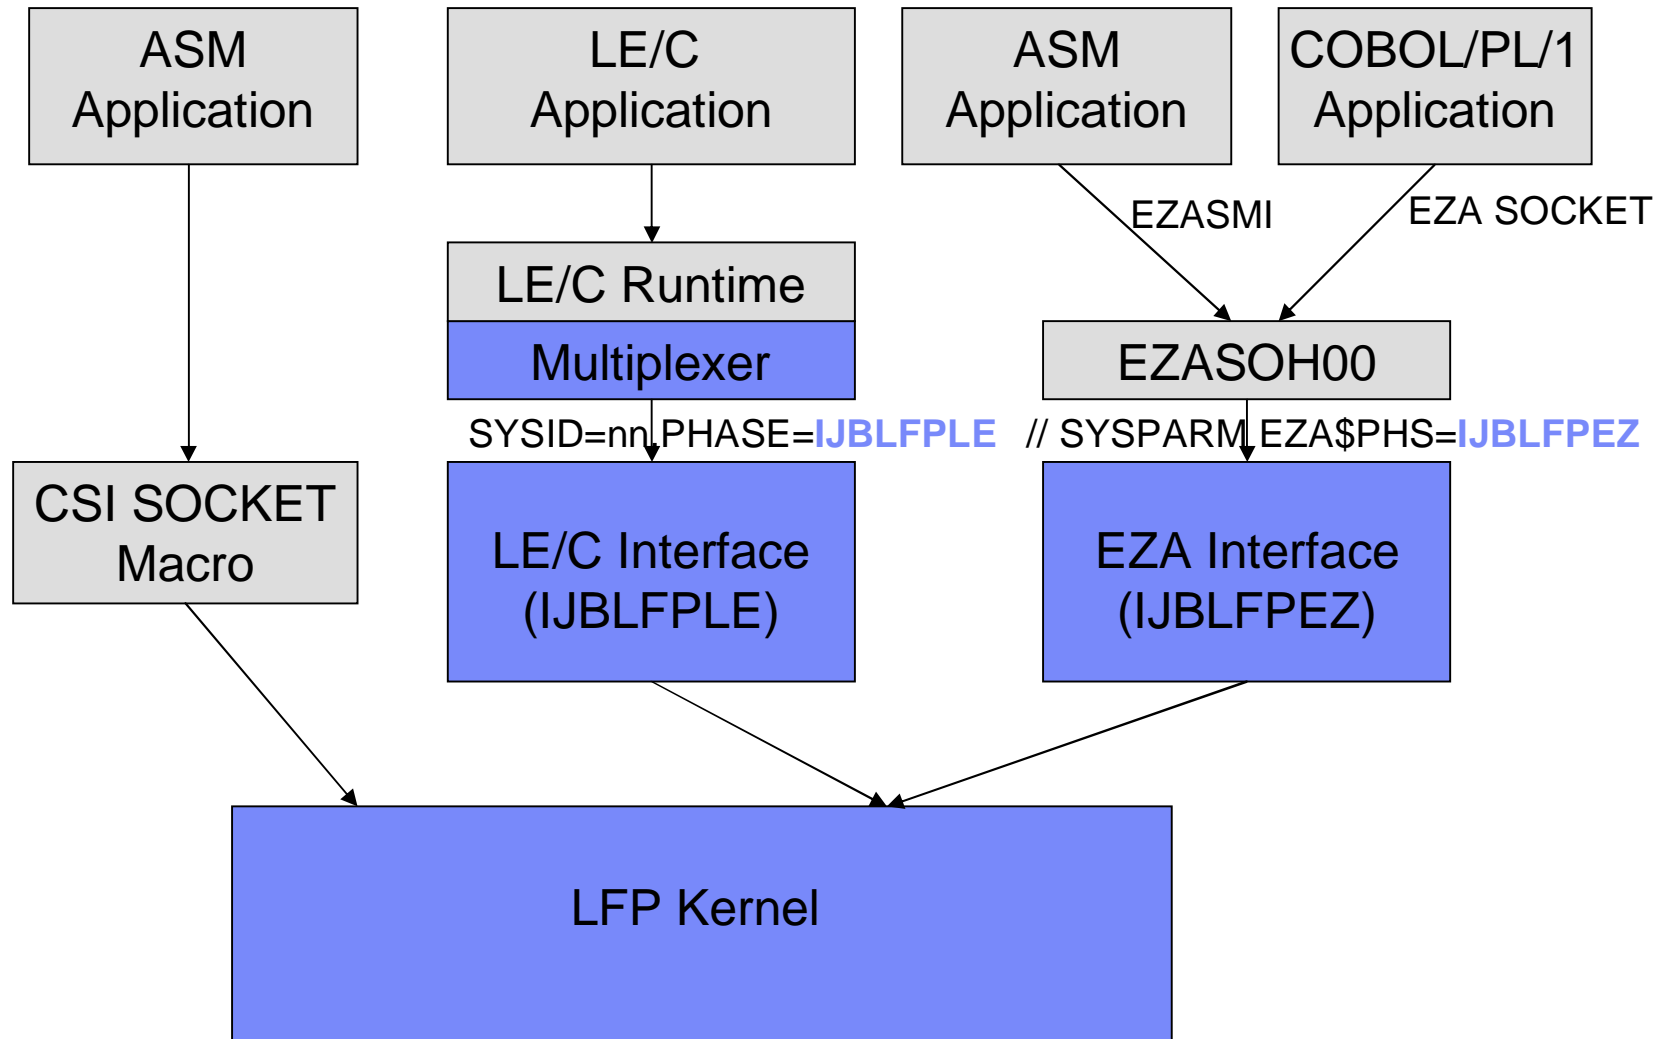 ASM
Application
LE/C
Application
ASM
Application
COBOL/PL/1
Application
EZASMI
EZA SOCKET
LE/C Runtime
Multiplexer
EZASOH00
SYSID=nn,PHASE=IJBLFPLE
// SYSPARM EZA$PHS=IJBLFPEZ
CSI SOCKET
Macro
LE/C Interface
(IJBLFPLE)
EZA Interface
(IJBLFPEZ)
LFP Kernel